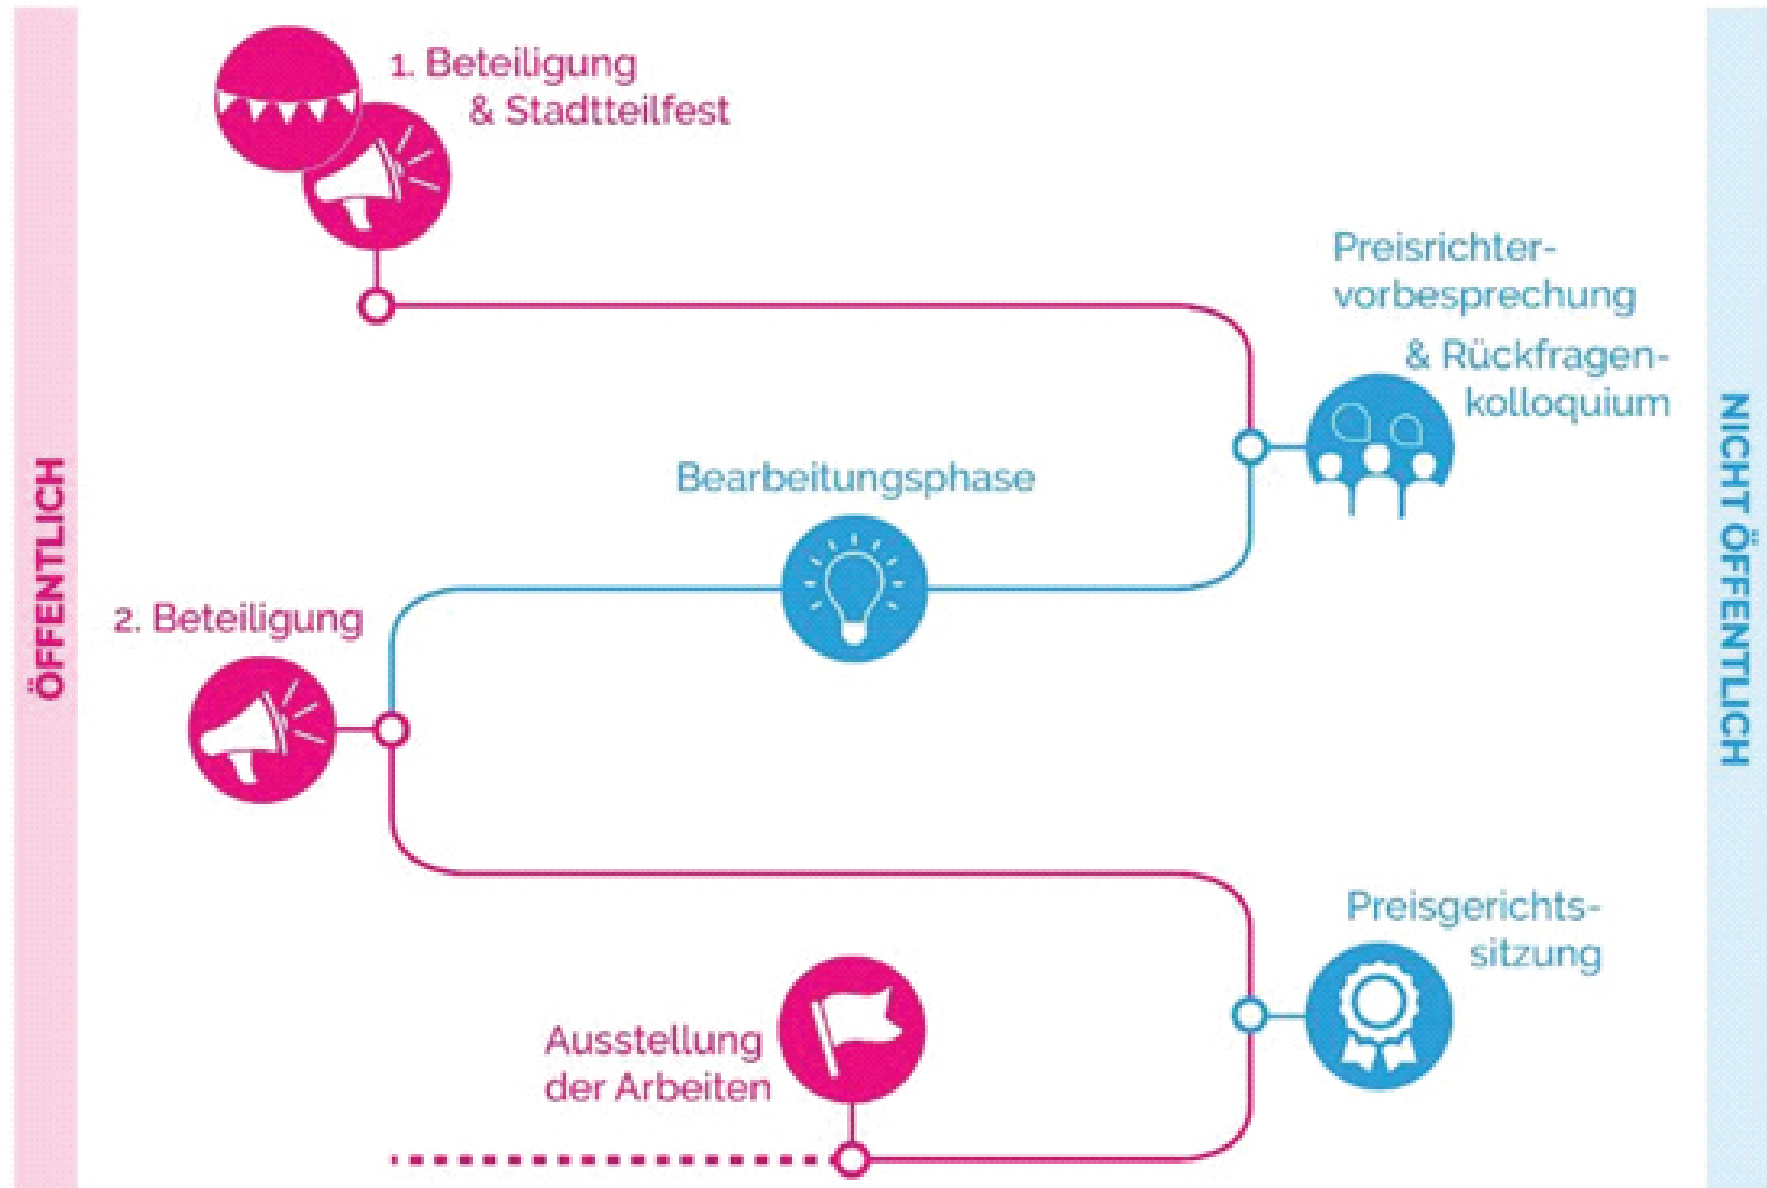 ÖFFENTLICH
1. Beteiligung
& Stadtteilfest
Preisrichter-
vorbesprechung
& Rückfragen-
kolloquium
Bearbeitungsphase
2. Beteiligung
Preisgerichts-
sitzung
Ausstellung
der Arbeiten
NICHT ÖFFENTLICH